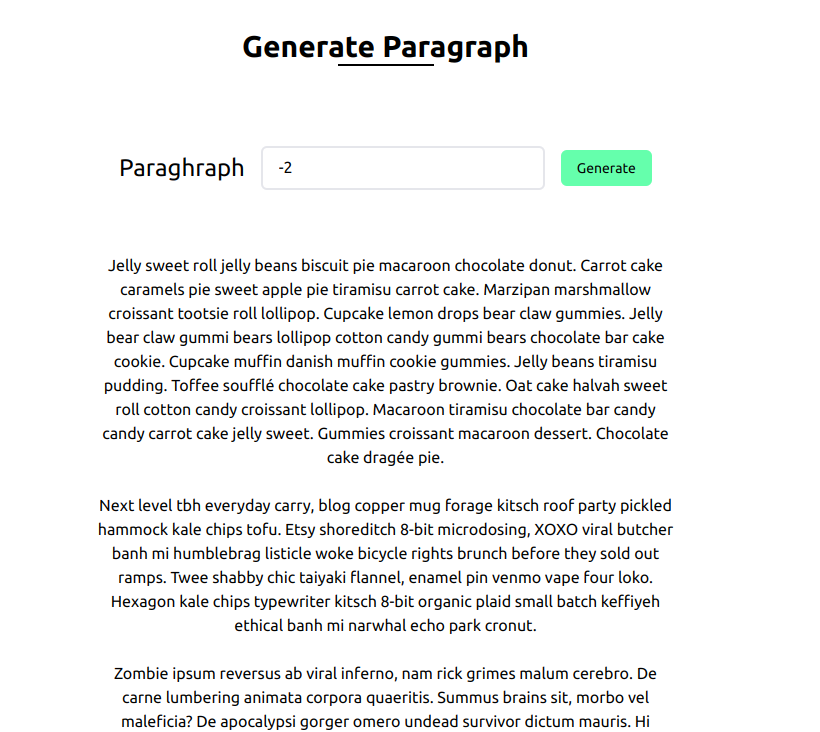 Generate Paragraph
Paraghraph -2 Generate
Jelly sweet roll jelly beans biscuit pie macaroon chocolate donut. Carrot cake
caramels pie sweet apple pie tiramisu carrot cake. Marzipan marshmallow
croissant tootsie roll lollipop. Cupcake lemon drops bear claw gummies. Jelly
bear claw gummi bears lollipop cotton candy gummi bears chocolate bar cake
cookie. Cupcake muffin danish muffin cookie gummies. Jelly beans tiramisu
pudding. Toffee soufflé chocolate cake pastry brownie. Oat cake halvah sweet
roll cotton candy croissant lollipop. Macaroon tiramisu chocolate bar candy
candy carrot cake jelly sweet. Gummies croissant macaroon dessert. Chocolate
cake dragée pie.
Next level tbh everyday carry, blog copper mug forage kitsch roof party pickled
hammock kale chips tofu. Etsy shoreditch 8-bit microdosing, XOXO viral butcher
banh mi humblebrag listicle woke bicycle rights brunch before they sold out
ramps. Twee shabby chic taiyaki flannel, enamel pin venmo vape four loko.
Hexagon kale chips typewriter kitsch 8-bit organic plaid small batch keffiyeh
ethical banh mi narwhal echo park cronut.
Zombie ipsum reversus ab viral inferno, nam rick grimes malum cerebro. De
carne lumbering animata corpora quaeritis. Summus brains sit, morbo vel
maleficia? De apocalypsi gorger omero undead survivor dictum mauris. Hi